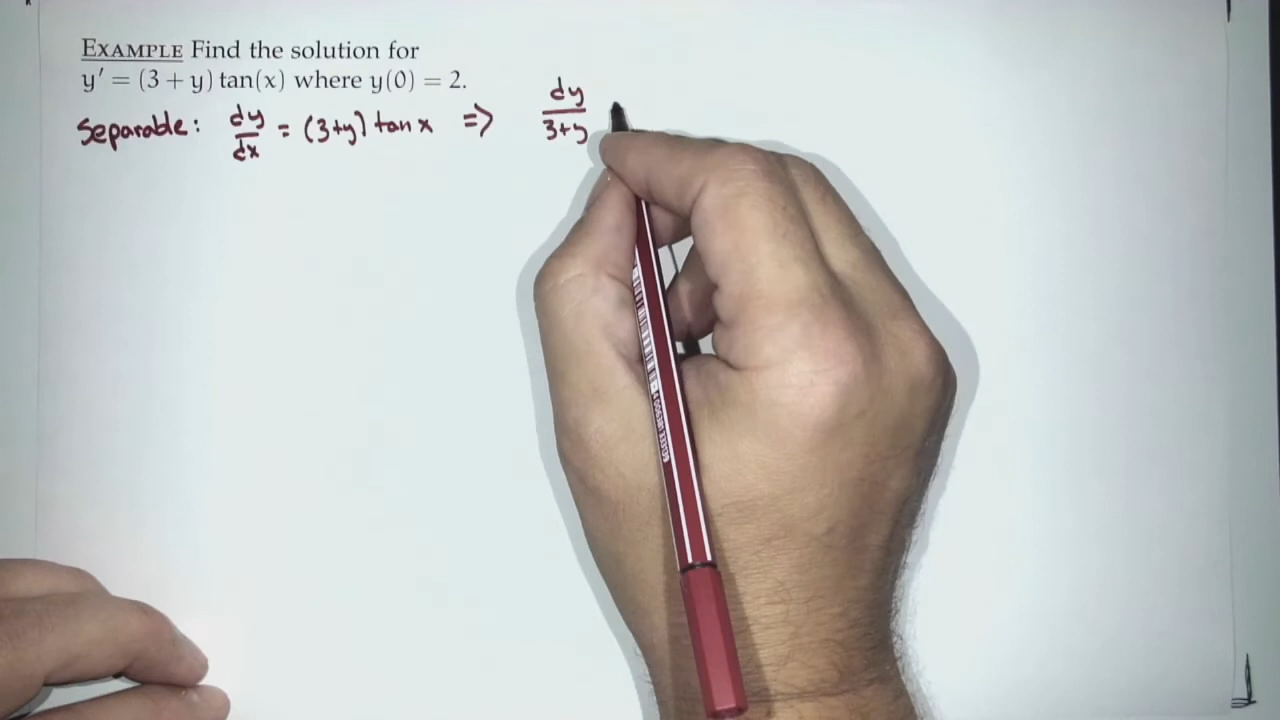 EXAMPLE Find the solution for
y′ = (3 + y) tan(x) where y(0) = 2.
Separable: dy/dx = (3+y) tan x ⇒ dy/3+y